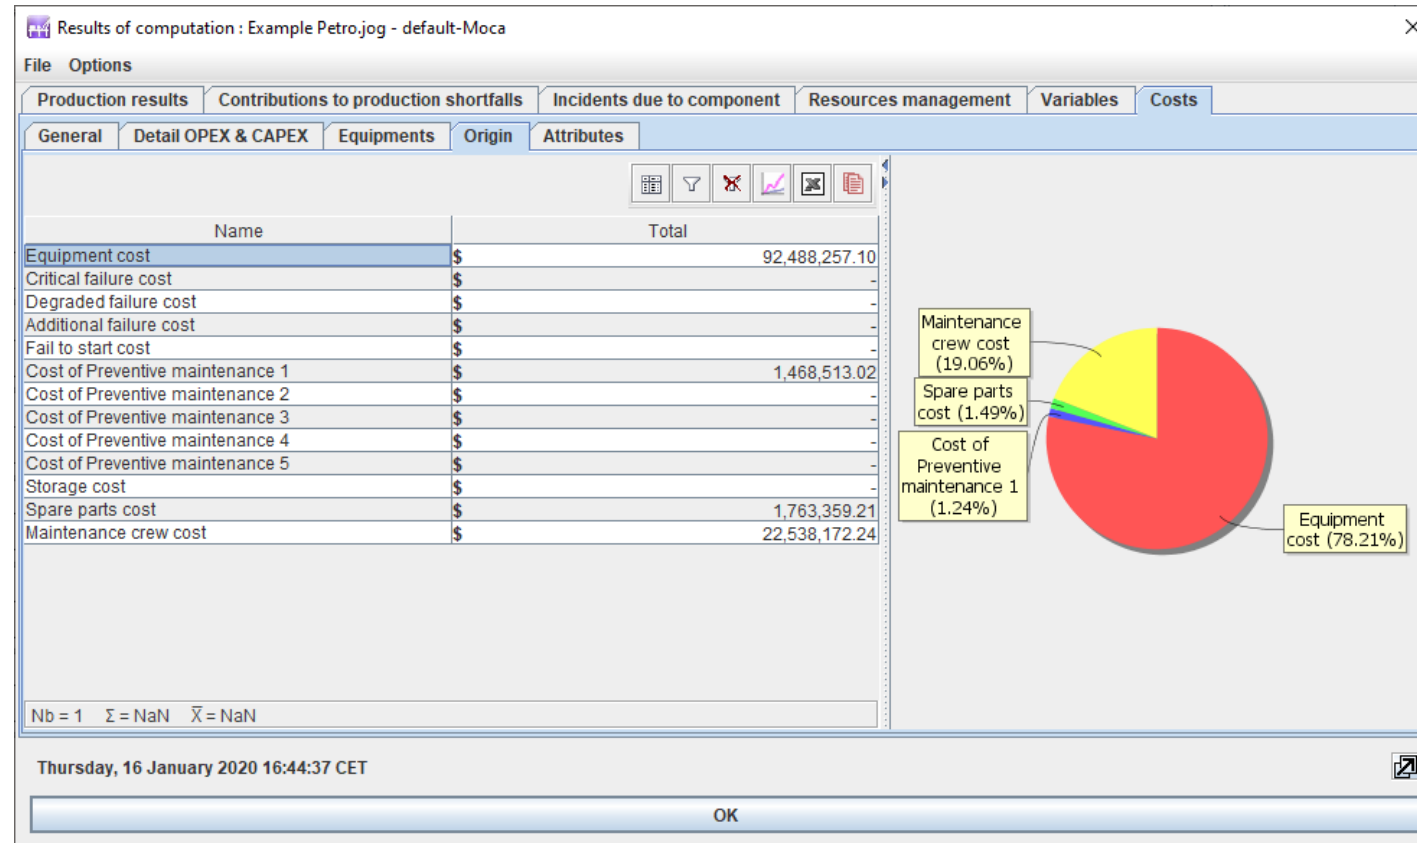 Results of computation : Example Petro.jog - default-Moca
File Options
Production results Contributions to production shortfalls Incidents due to component Resources management Variables Costs
General Detail OPEX & CAPEX Equipments Origin Attributes
Name Total
Equipment cost $ 92,488,257.10
Critical failure cost $ -
Degraded failure cost $ -
Additional failure cost $ -
Fail to start cost $ -
Cost of Preventive maintenance 1 $ 1,468,513.02
Cost of Preventive maintenance 2 $ -
Cost of Preventive maintenance 3 $ -
Cost of Preventive maintenance 4 $ -
Cost of Preventive maintenance 5 $ -
Storage cost $ -
Spare parts cost $ 1,763,359.21
Maintenance crew cost $ 22,538,172.24
Maintenance
crew cost
(19.06%)
Spare parts
cost (1.49%)
Cost of
Preventive
maintenance 1
(1.24%)
Equipment
cost (78.21%)
Nb = 1 Σ = NaN X̅ = NaN
Thursday, 16 January 2020 16:44:37 CET
OK